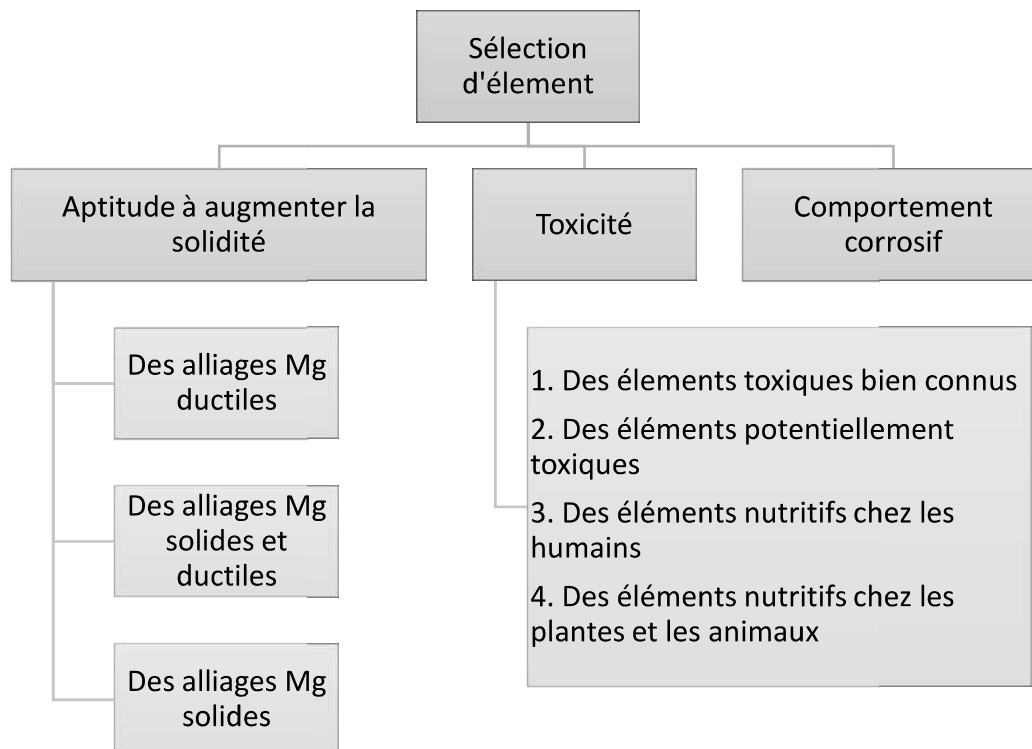 Sélection
d'élement
Aptitude à augmenter la
solidité
Toxicité
Comportement
corrosif
Des alliages Mg
ductiles
Des alliages Mg
solides et
ductiles
Des alliages Mg
solides
1. Des élements toxiques bien connus
2. Des éléments potentiellement
toxiques
3. Des éléments nutritifs chez les
humains
4. Des éléments nutritifs chez les
plantes et les animaux